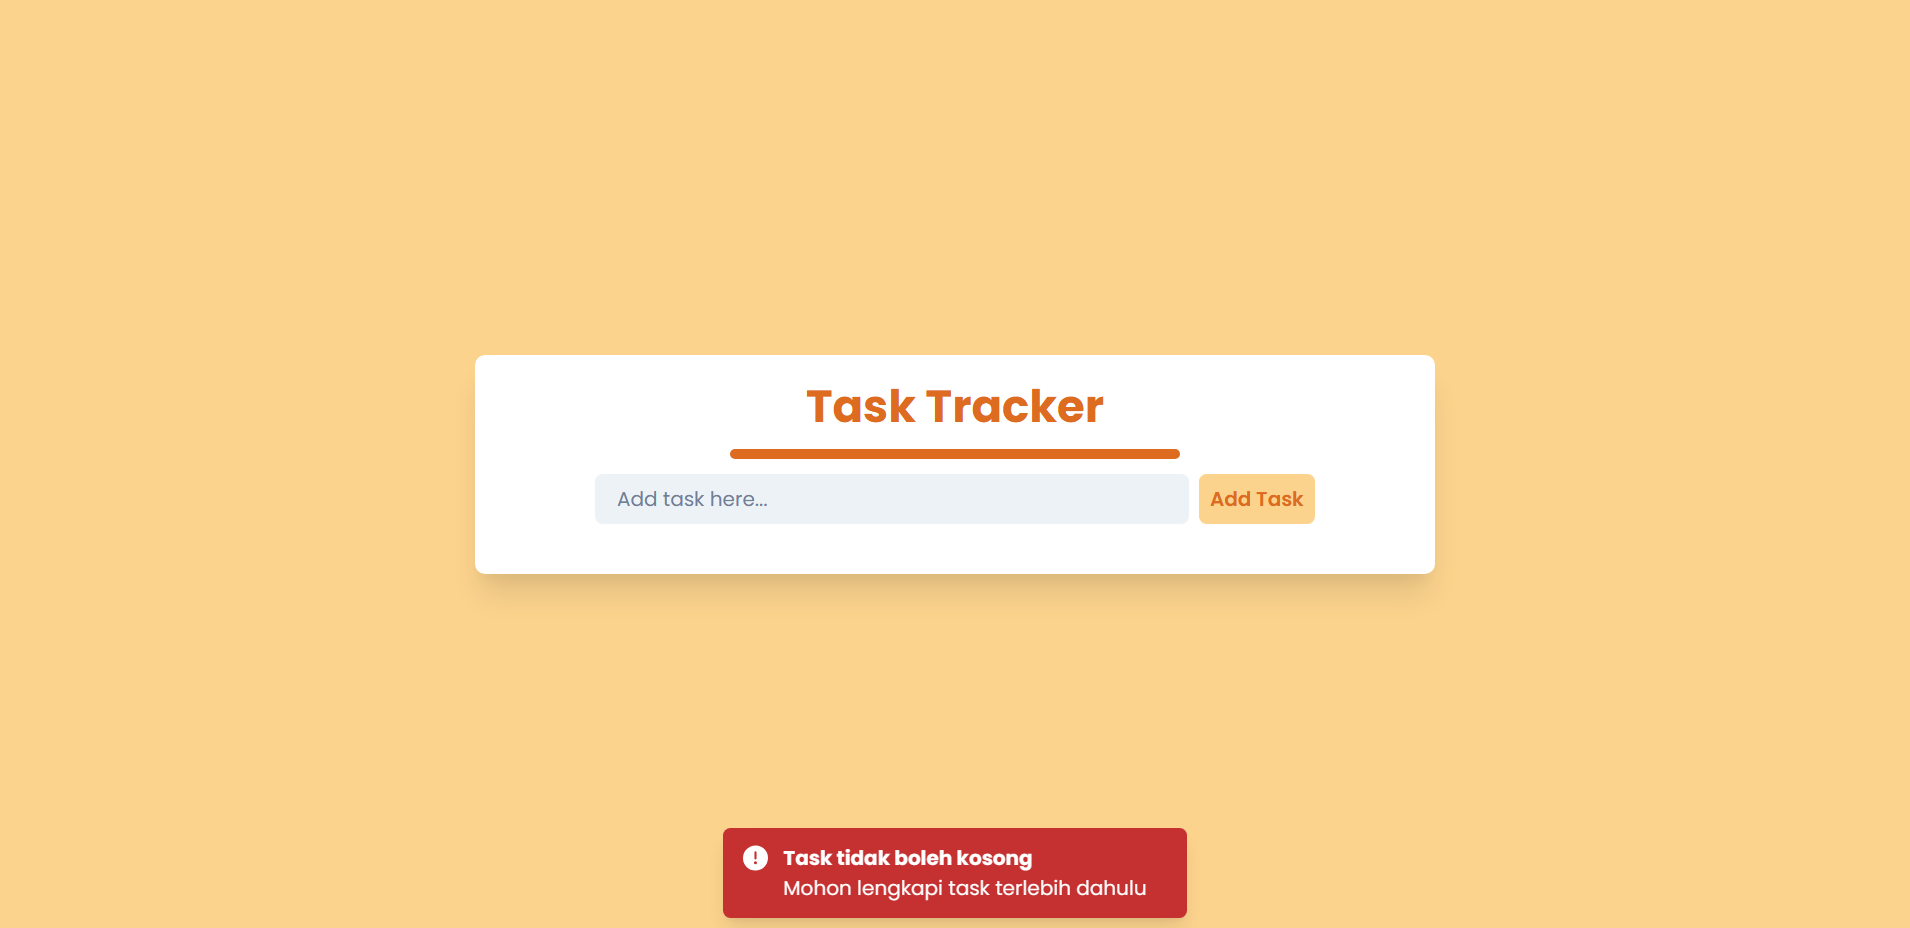 Task Tracker
Add task here...
Add Task
Task tidak boleh kosong
Mohon lengkapi task terlebih dahulu